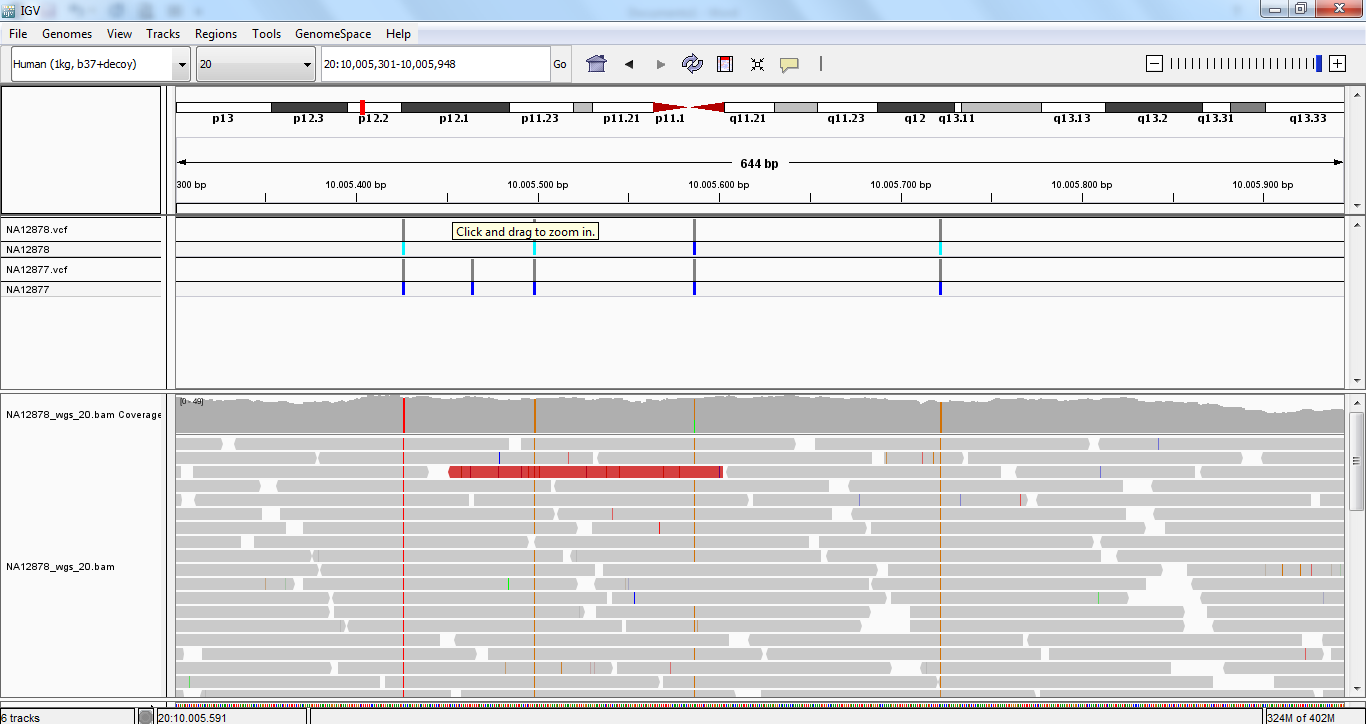 IGV
File Genomes View Tracks Regions Tools GenomeSpace Help
Human (1kg, b37+decoy) 20 20:10,005,301-10,005,948 Go
p13 p12.3 p12.2 p12.1 p11.23 p11.21 p11.1 q11.21 q11.23 q12 q13.11 q13.13 q13.2 q13.31 q13.33
644 bp
300 bp 10.005.400 bp 10.005.500 bp 10.005.600 bp 10.005.700 bp 10.005.800 bp 10.005.900 bp
NA12878.vcf
Click and drag to zoom in.
NA12878
NA12877.vcf
NA12877
[0 - 49]
NA12878_wgs_20.bam Coverage
NA12878_wgs_20.bam
6 tracks 20:10.005.591 324M of 402M